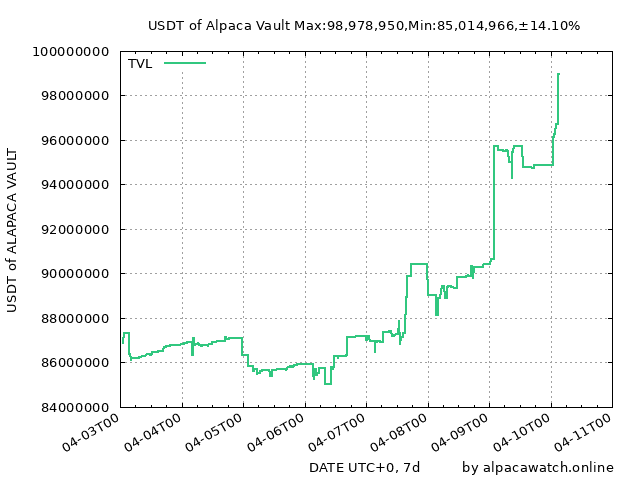 USDT of Alpaca Vault Max:98,978,950,Min:85,014,966,±14.10%
TVL
USDT of ALAPACA VAULT
100000000
98000000
96000000
94000000
92000000
90000000
88000000
86000000
84000000
04-03T00
04-04T00
04-05T00
04-06T00
04-07T00
04-08T00
04-09T00
04-10T00
04-11T00
DATE UTC+0, 7d
by alpacawatch.online